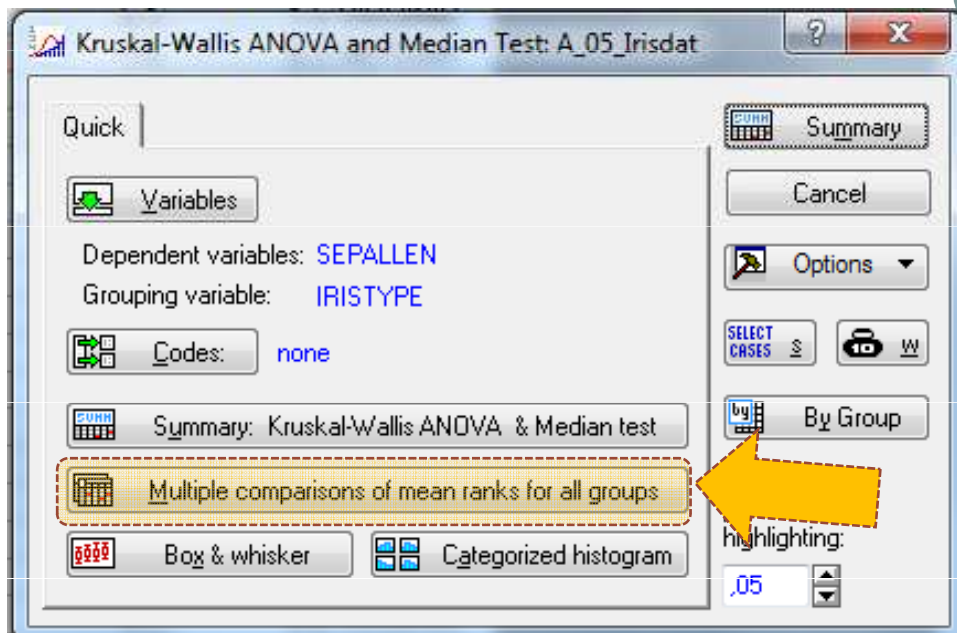 Kruskal-Wallis ANOVA and Median Test: A_05_Irisdat
Quick
Variables
Dependent variables: SEPALLEN
Grouping variable: IRISTYPE
Codes: none
Summary: Kruskal-Wallis ANOVA & Median test
Multiple comparisons of mean ranks for all groups
Box & whisker
Categorized histogram
Summary
Cancel
Options
SELECT CASES S
W
By Group
highlighting:
,05